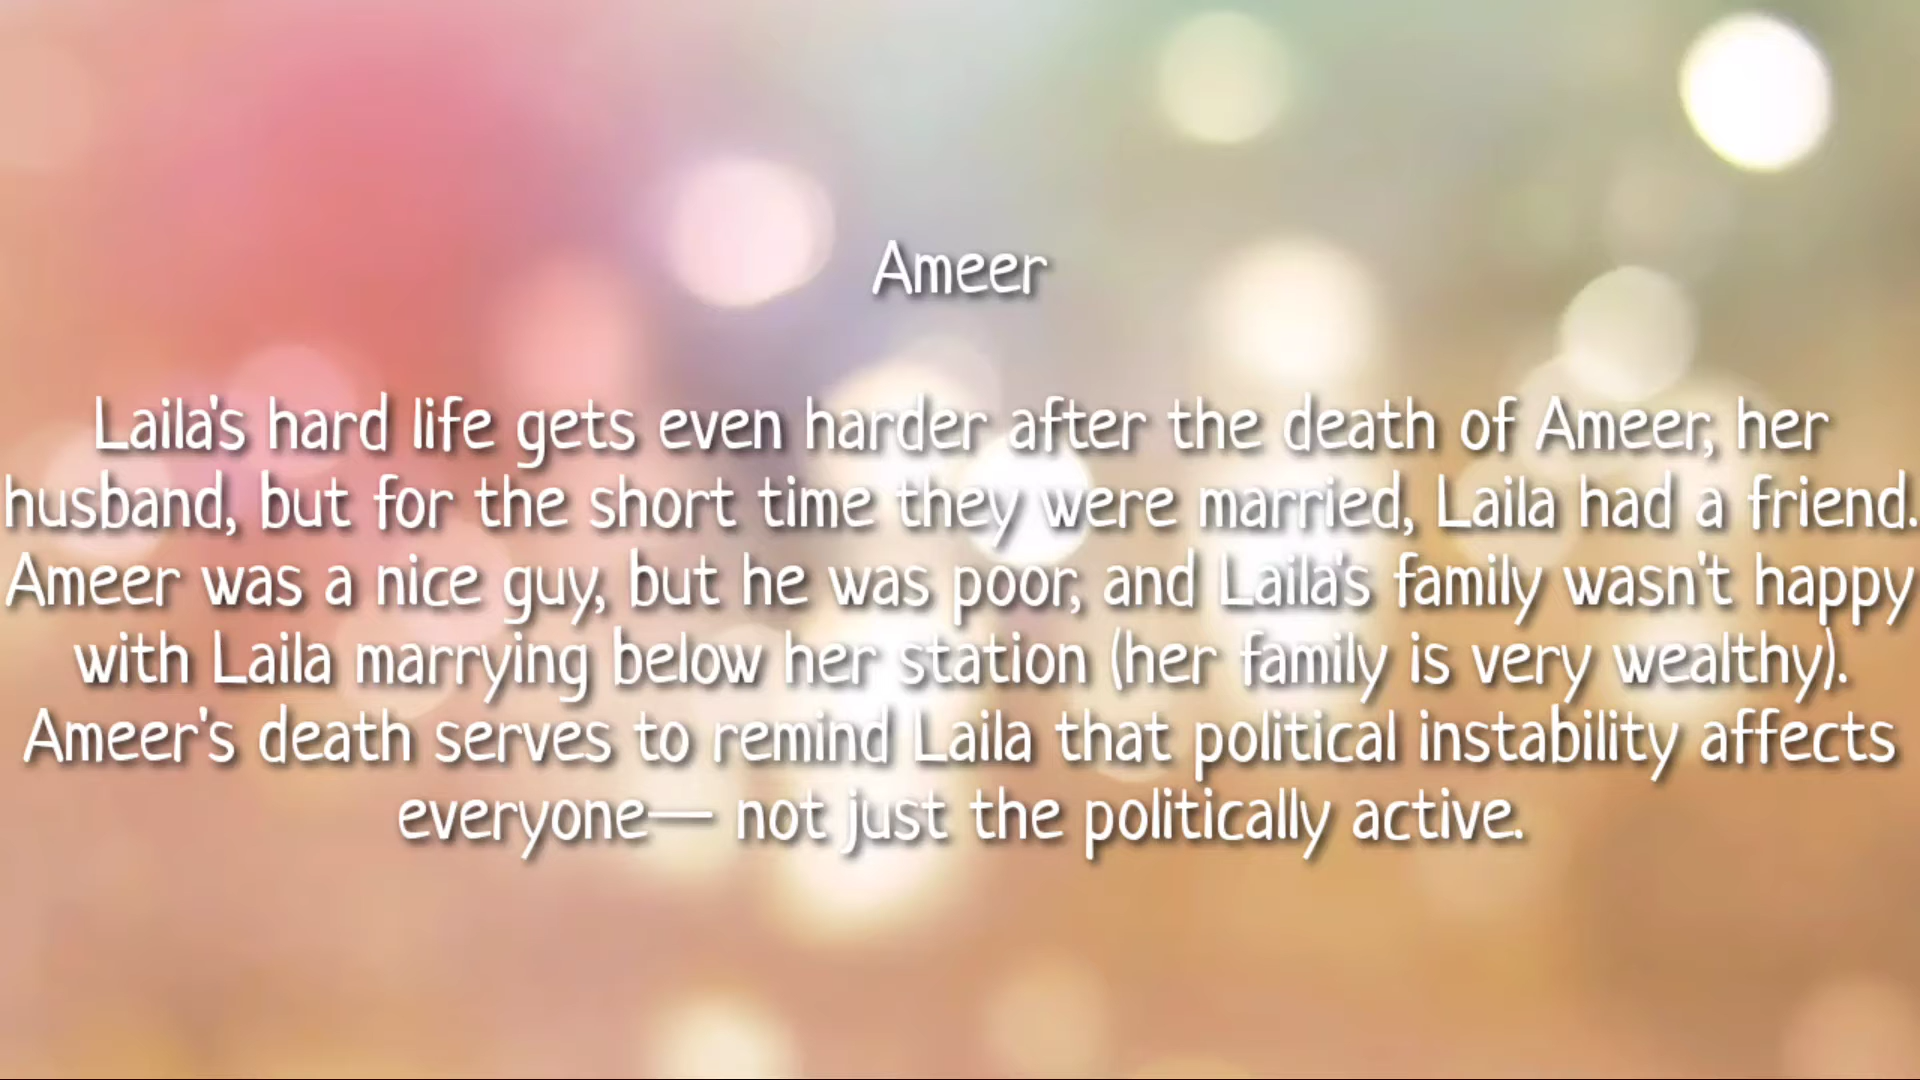 Ameer
Laila's hard life gets even harder after the death of Ameer, her
husband, but for the short time they were married, Laila had a friend.
Ameer was a nice guy, but he was poor, and Laila's family wasn't happy
with Laila marrying below her station (her family is very wealthy).
Ameer's death serves to remind Laila that political instability affects
everyone— not just the politically active.